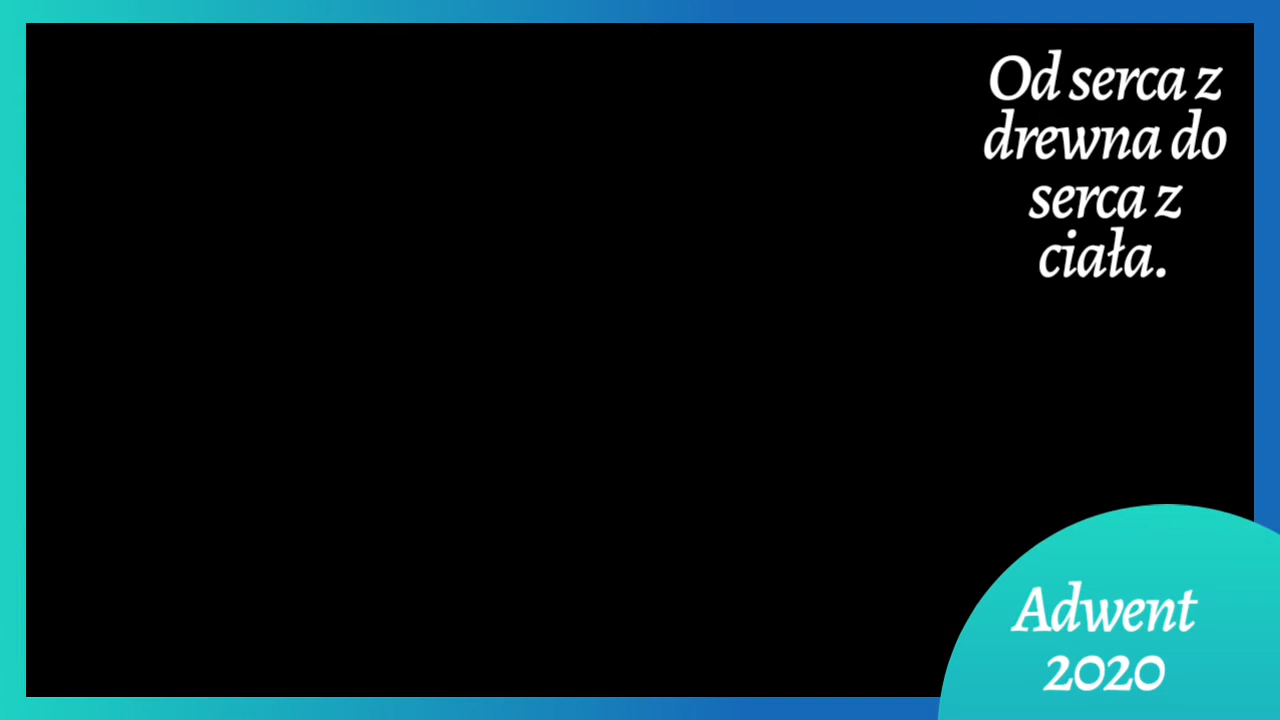 Od serca z
drewna do
serca z
ciała.
Adwent
2020